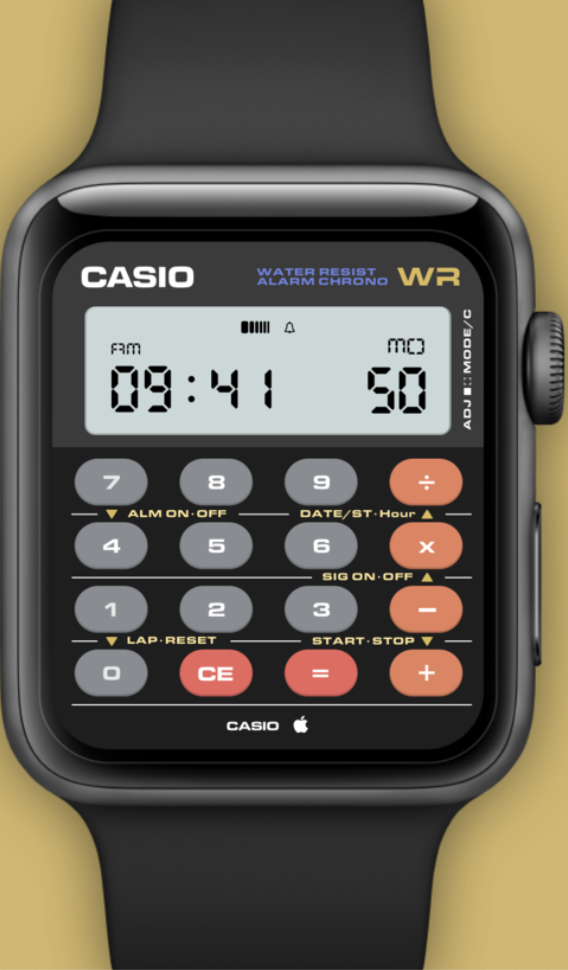 CASIO WATER RESIST WR
ALARM CHRONO
ADJ MODE/C
MO
09:41 50
7 8 9 ÷
▼ ALM ON·OFF DATE/ST·Hour ▲
4 5 6 x
SIG ON·OFF ▲
1 2 3 −
▼ LAP·RESET START·STOP ▼
0 CE = +
CASIO